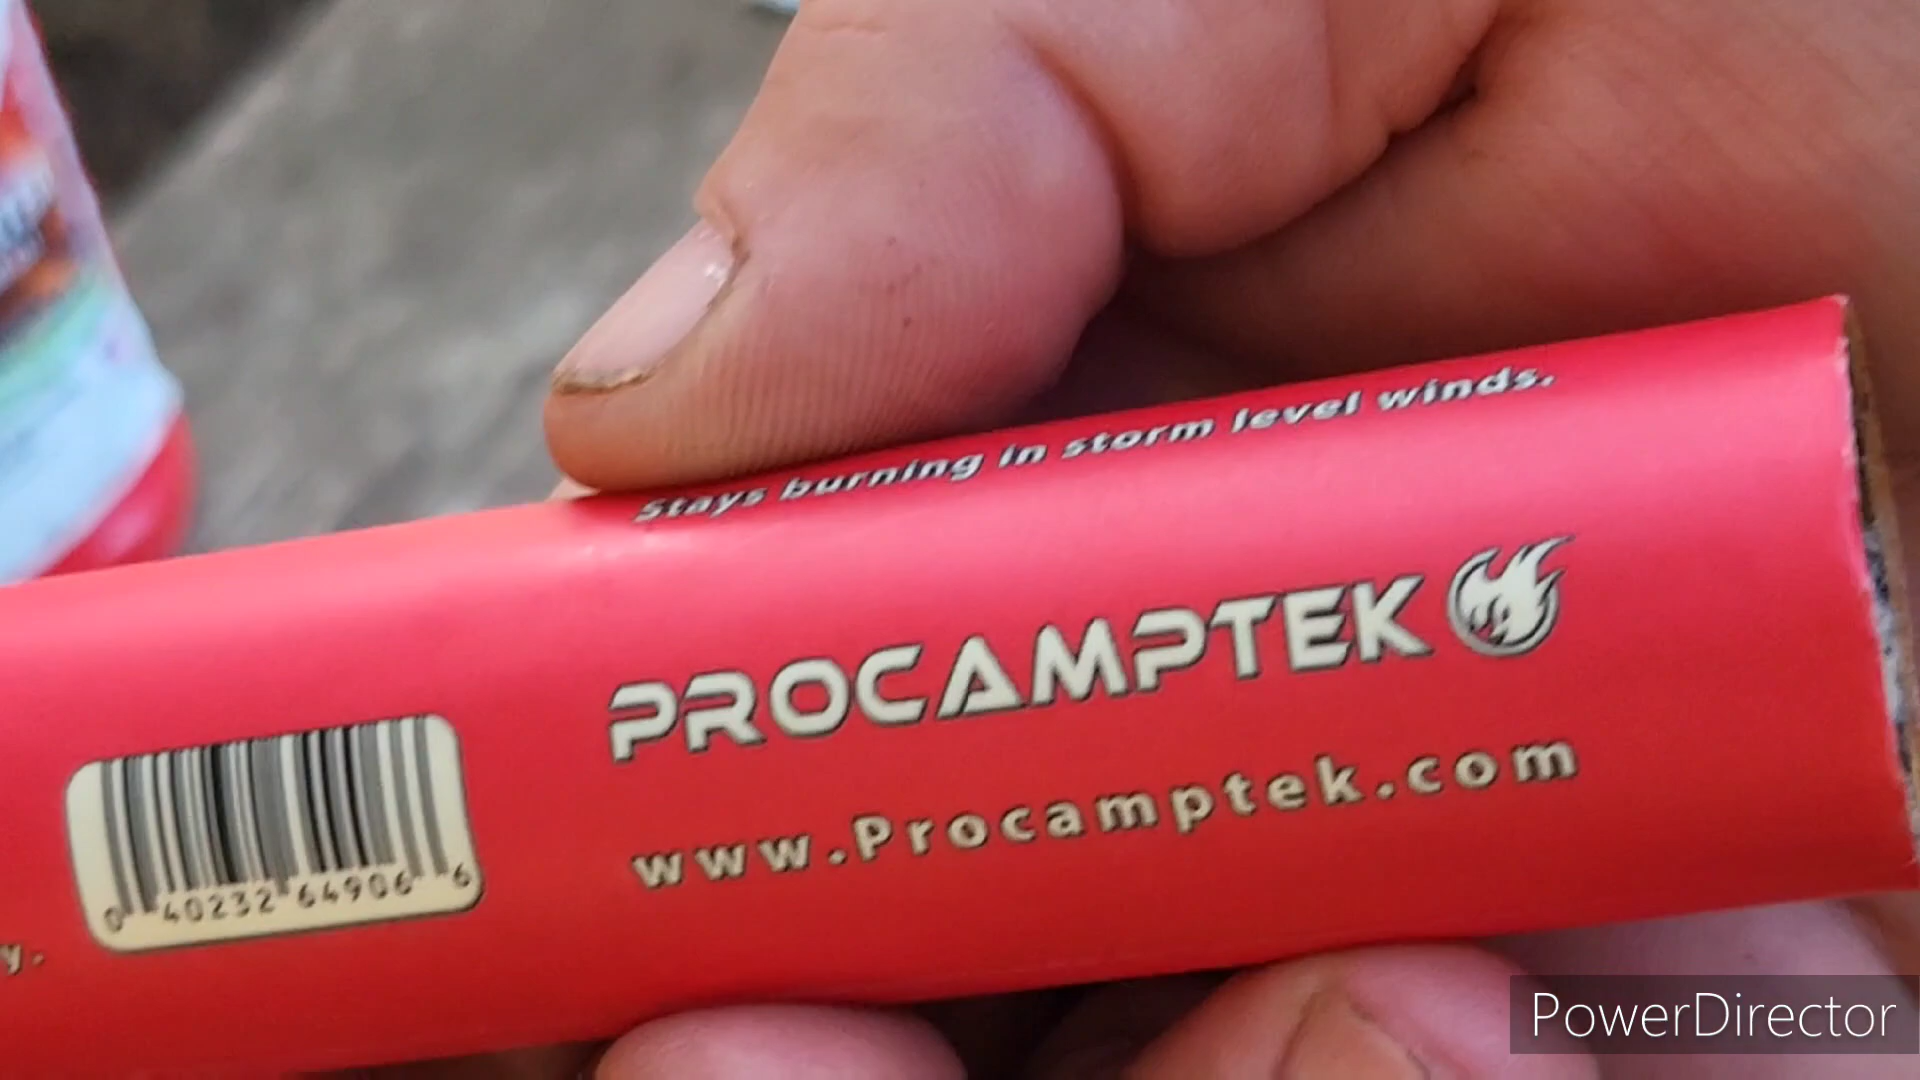 Stays burning in storm level winds.
PROCAMPTEK
www.Procamptek.com
0 40232 64906 6
y.
PowerDirector